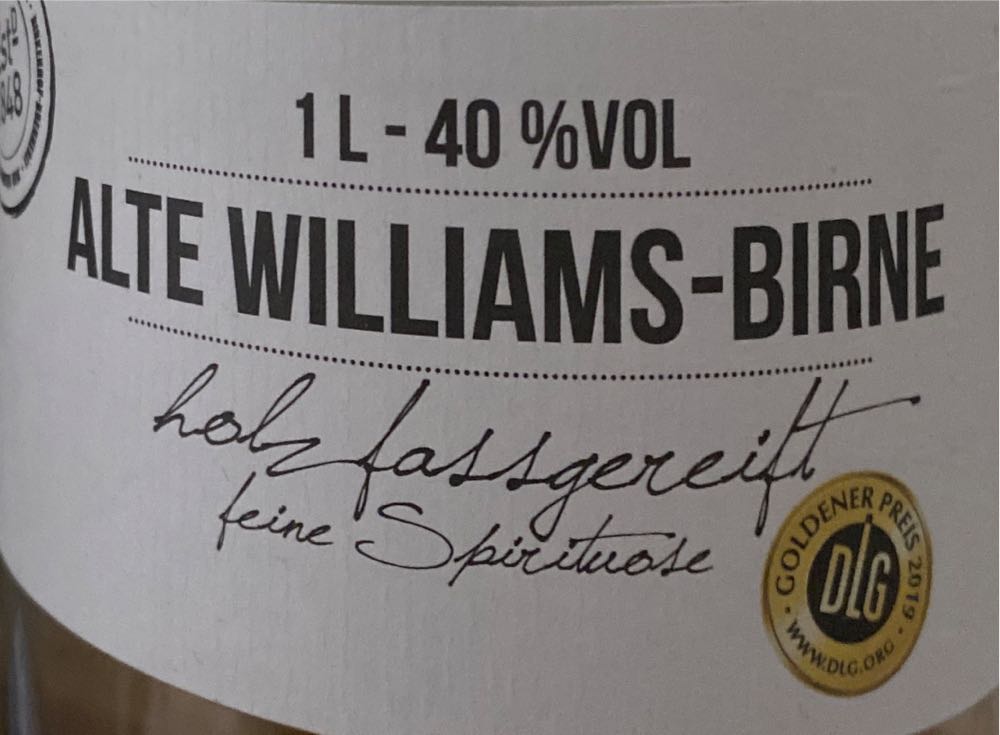 1 L - 40 %VOL
ALTE WILLIAMS-BIRNE
holzfassgereift
feine Spirituose
· GOLDENER PREIS 2019 ·
DLG
WWW.DLG.ORG